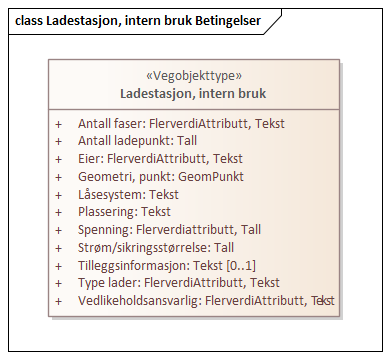 class Ladestasjon, intern bruk Betingelser
«Vegobjekttype»
Ladestasjon, intern bruk
+ Antall faser: FlerverdiAttributt, Tekst
+ Antall ladepunkt: Tall
+ Eier: FlerverdiAttributt, Tekst
+ Geometri, punkt: GeomPunkt
+ Låsesystem: Tekst
+ Plassering: Tekst
+ Spenning: Flerverdiattributt, Tall
+ Strøm/sikringsstørrelse: Tall
+ Tilleggsinformasjon: Tekst [0..1]
+ Type lader: FlerverdiAttributt, Tekst
+ Vedlikeholdsansvarlig: FlerverdiAttributt, Tekst